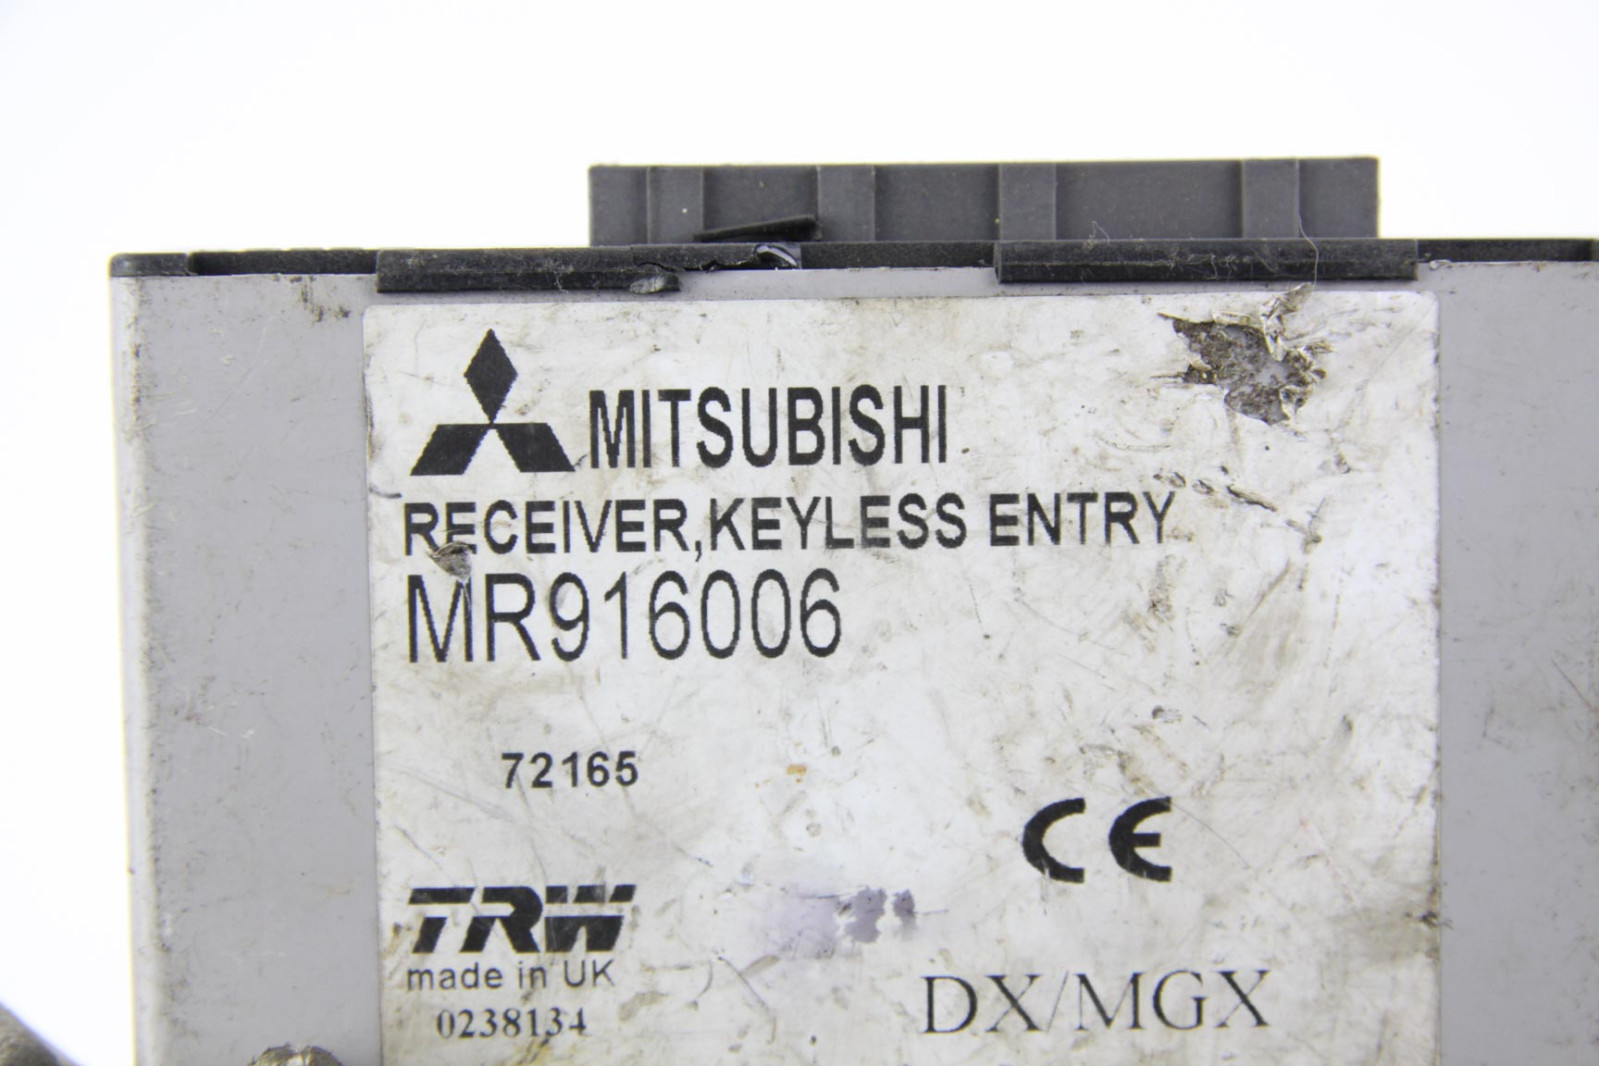 MITSUBISHI
RECEIVER,KEYLESS ENTRY
MR916006
72165
CE
TRW
made in UK
0238134
DX/MGX